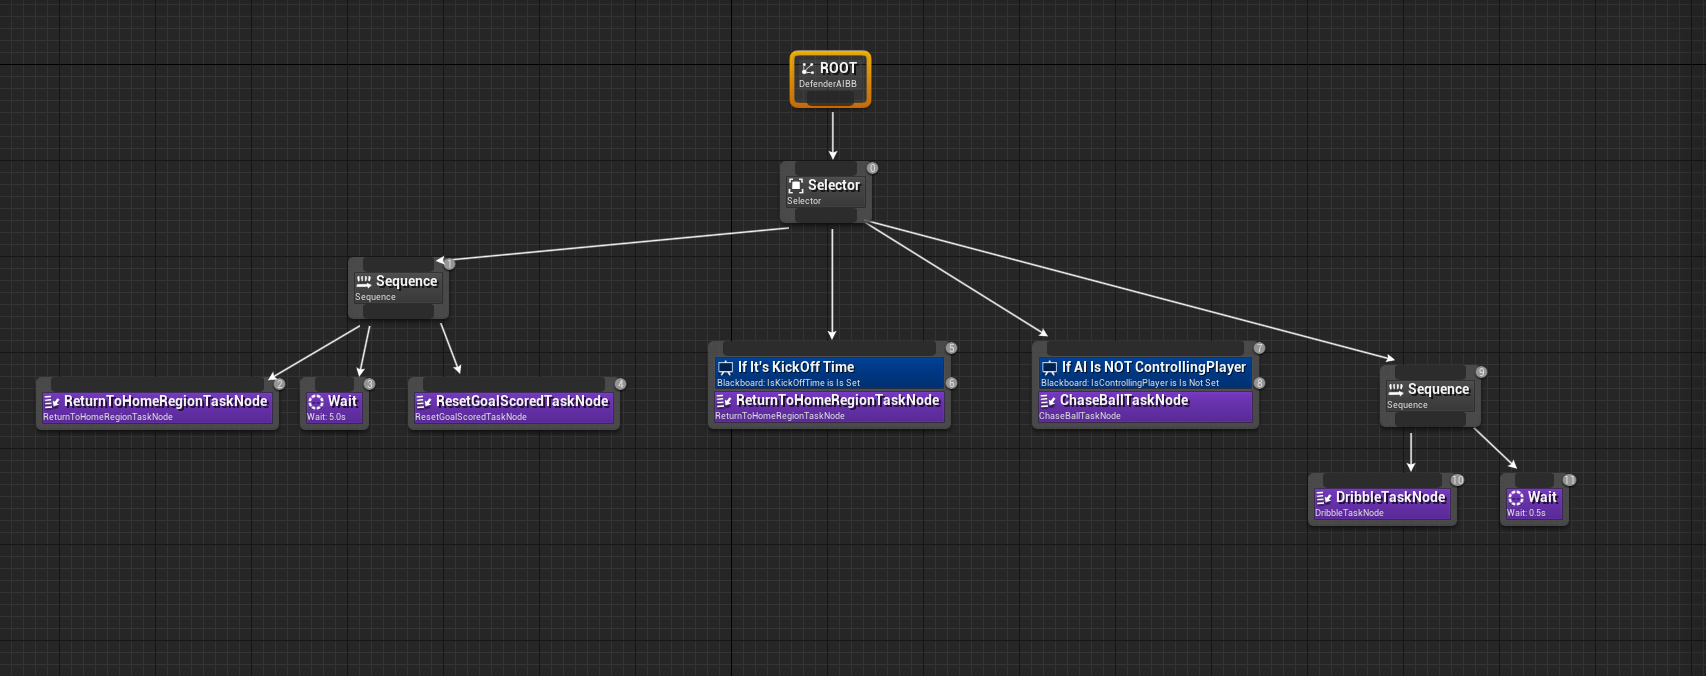 ROOT
DefenderAIBB
0
Selector
Selector
1
Sequence
Sequence
2
ReturnToHomeRegionTaskNode
ReturnToHomeRegionTaskNode
3
Wait
Wait: 5.0s
4
ResetGoalScoredTaskNode
ResetGoalScoredTaskNode
5
If It's KickOff Time
Blackboard: IsKickOffTime is Is Set
6
ReturnToHomeRegionTaskNode
ReturnToHomeRegionTaskNode
7
If AI Is NOT ControllingPlayer
Blackboard: IsControllingPlayer is Is Not Set
8
ChaseBallTaskNode
ChaseBallTaskNode
9
Sequence
Sequence
10
DribbleTaskNode
DribbleTaskNode
11
Wait
Wait: 0.5s